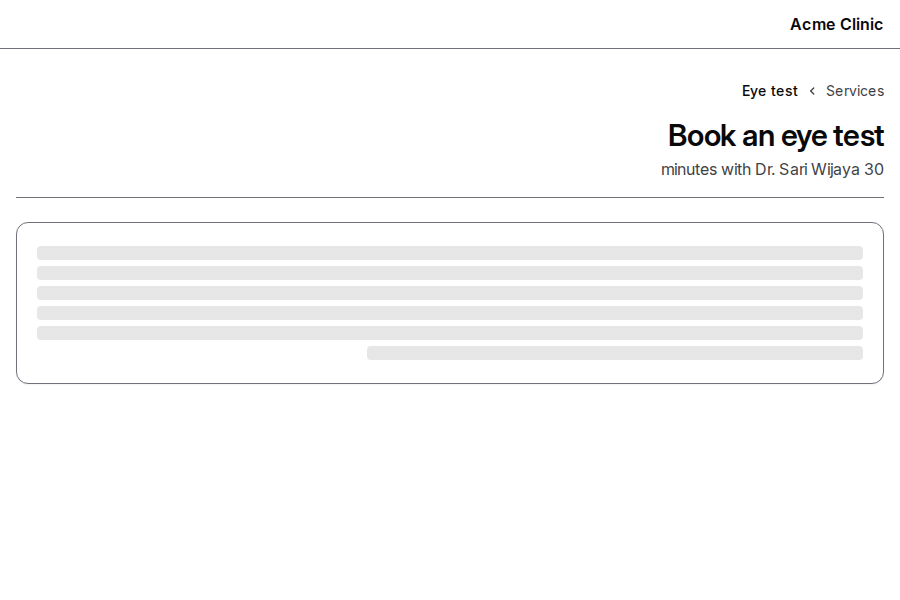 Acme Clinic
Eye test ‹ Services
Book an eye test
minutes with Dr. Sari Wijaya 30